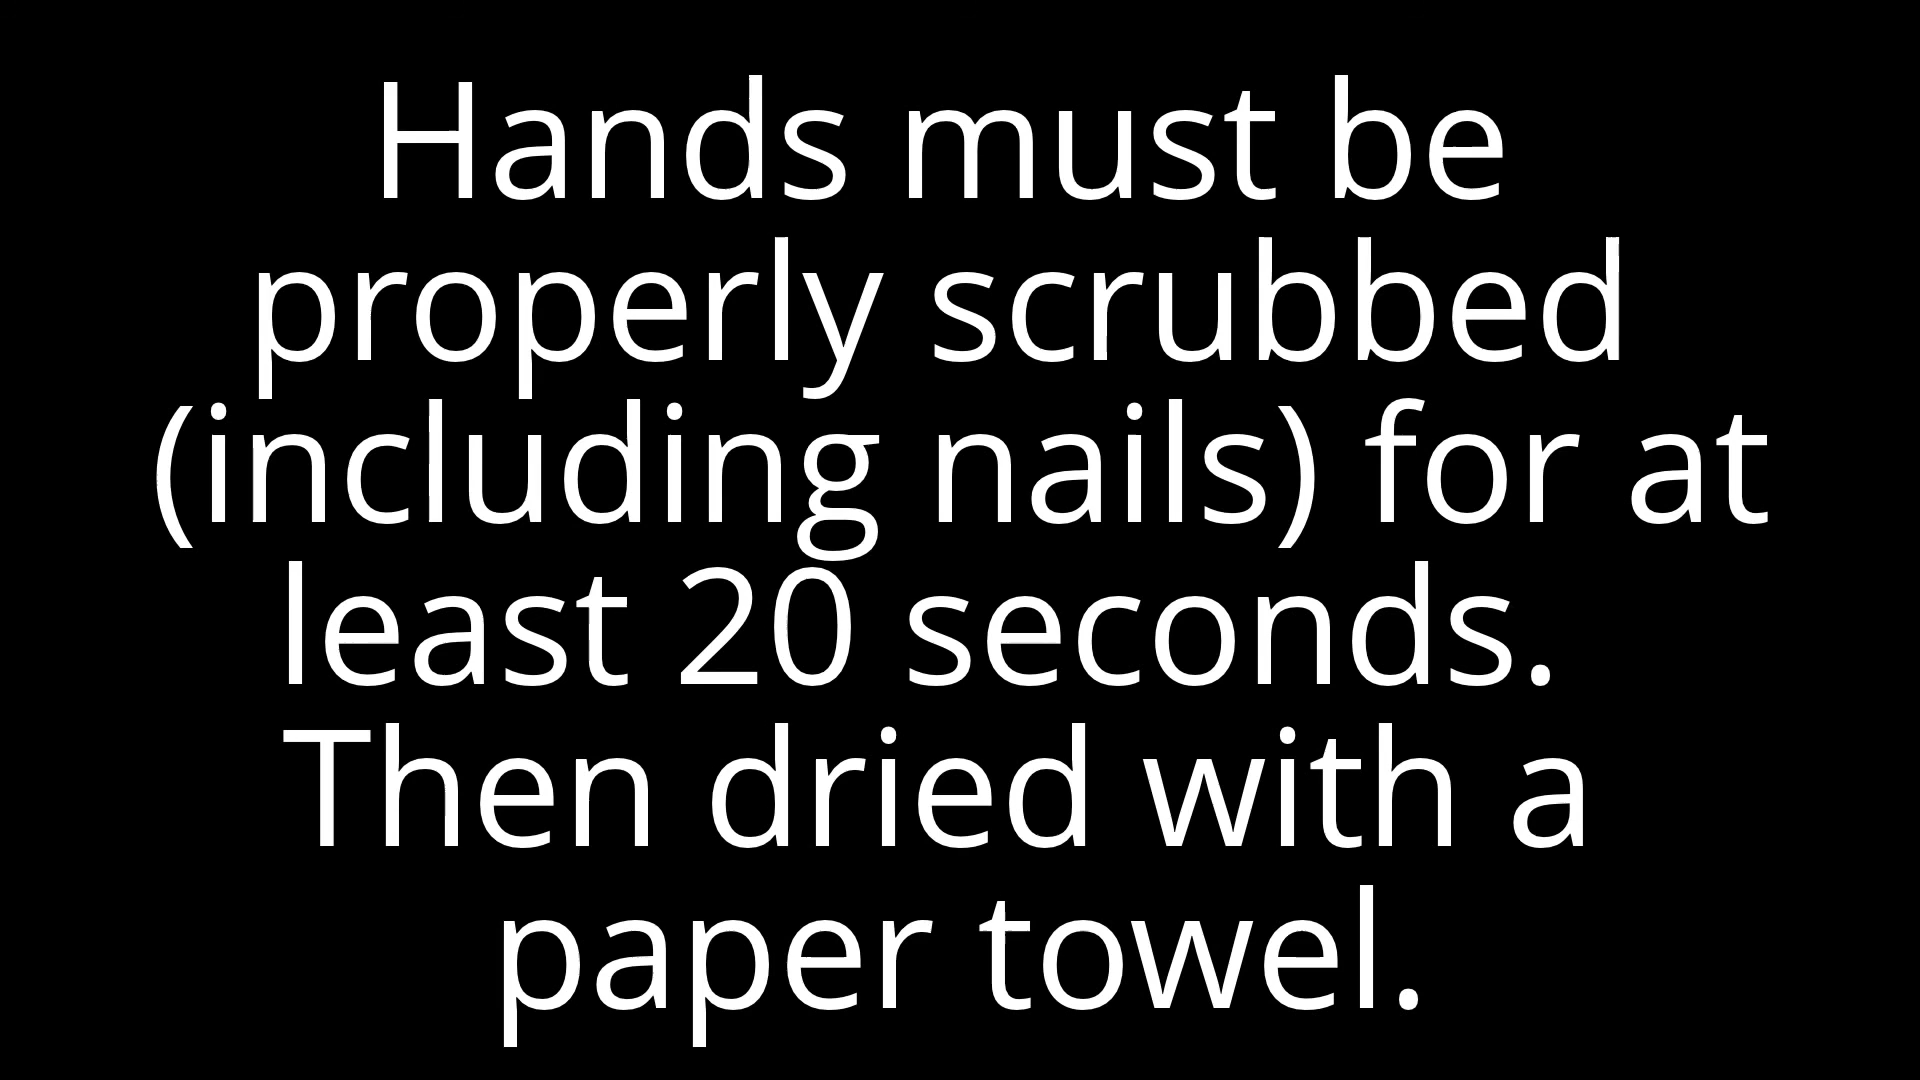 Hands must be
properly scrubbed
(including nails) for at
least 20 seconds.
Then dried with a
paper towel.